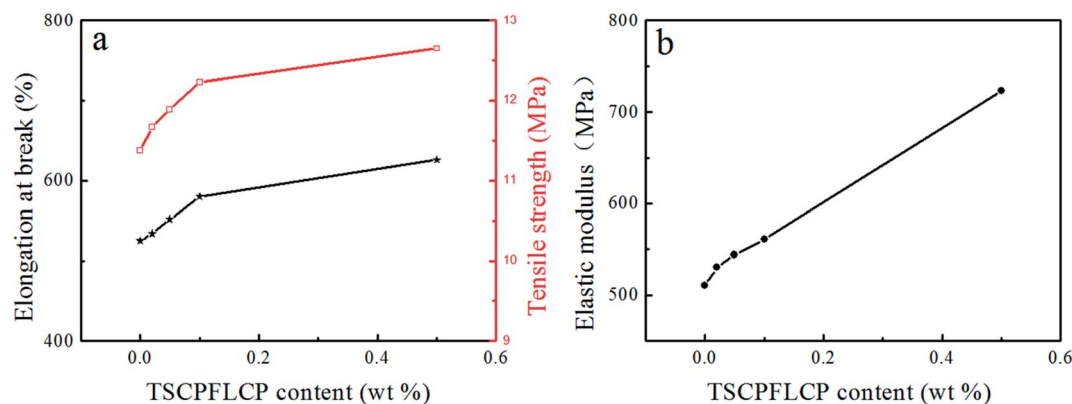 a
800
600
400
Elongation at break (%)
13
12
11
10
9
Tensile strength (MPa)
0.0 0.2 0.4 0.6
TSCPFLCP content (wt %)
b
800
700
600
500
Elastic modulus（MPa）
0.0 0.2 0.4 0.6
TSCPFLCP content (wt %)